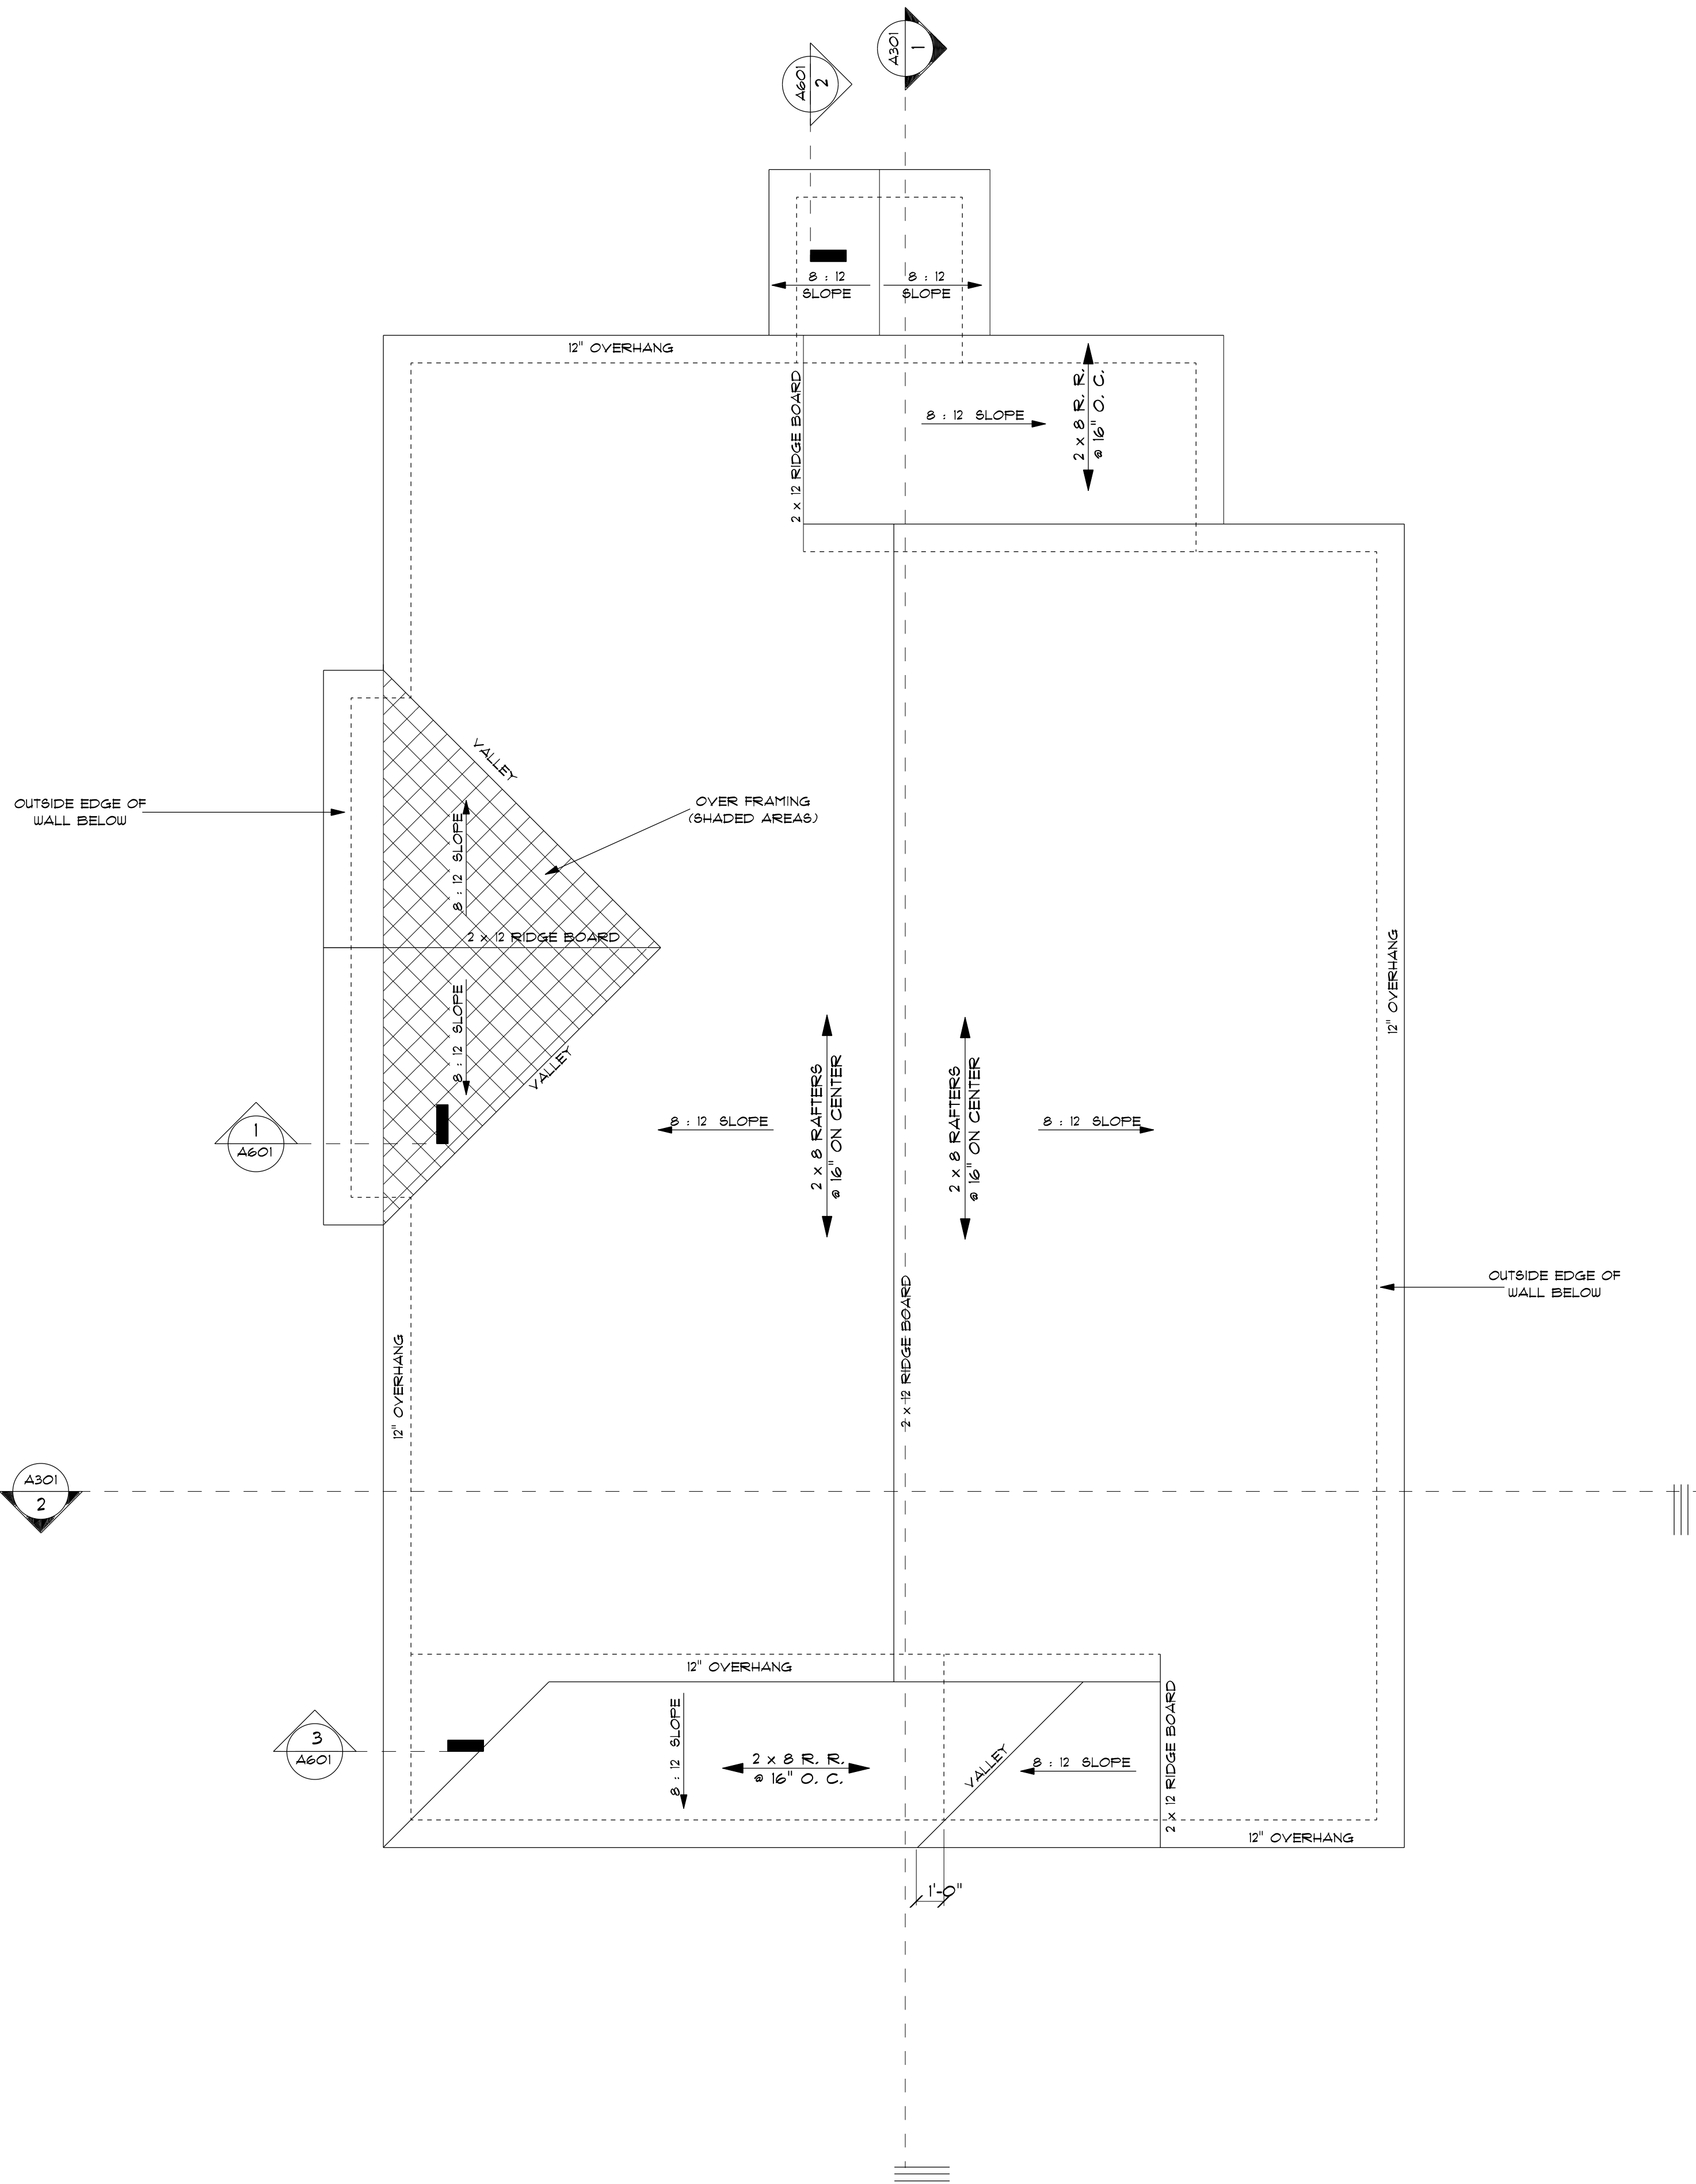 A301
1
A601
2
8 : 12
SLOPE
8 : 12
SLOPE
12" OVERHANG
2 x 12 RIDGE BOARD
8 : 12 SLOPE
2 x 8 R. R.
@ 16" O. C.
VALLEY
OUTSIDE EDGE OF
WALL BELOW
OVER FRAMING
(SHADED AREAS)
8 : 12 SLOPE
2 x 12 RIDGE BOARD
12" OVERHANG
8 : 12 SLOPE
VALLEY
1
A601
8 : 12 SLOPE
2 x 8 RAFTERS
@ 16" ON CENTER
2 x 8 RAFTERS
@ 16" ON CENTER
8 : 12 SLOPE
OUTSIDE EDGE OF
WALL BELOW
2 x 12 RIDGE BOARD
12" OVERHANG
A301
2
12" OVERHANG
3
A601
8 : 12 SLOPE
2 x 8 R. R.
@ 16" O. C.
VALLEY
8 : 12 SLOPE
2 x 12 RIDGE BOARD
12" OVERHANG
1'-0"